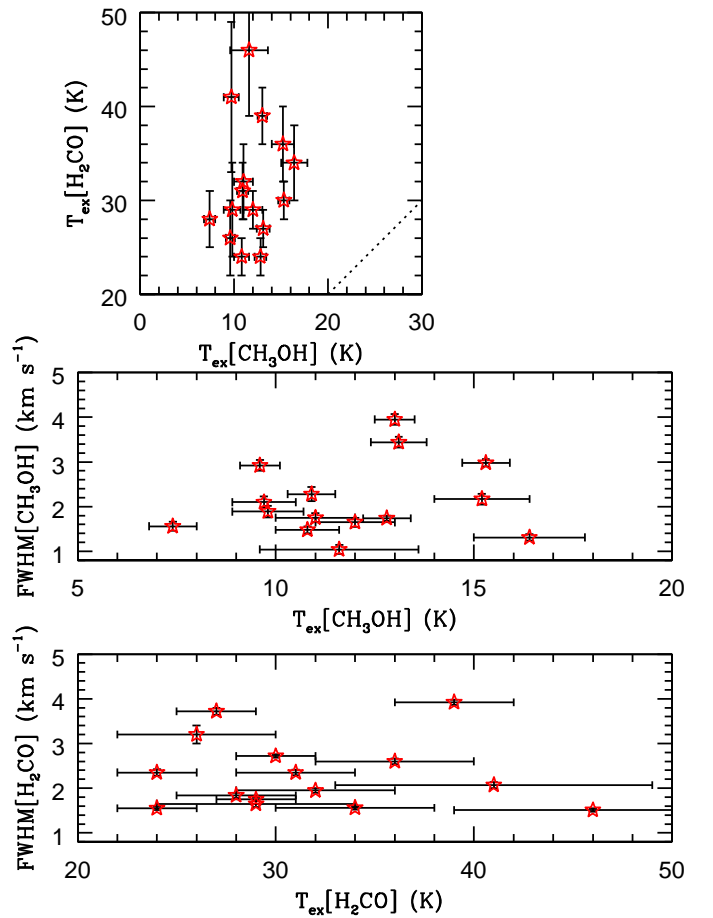 50
40
30
20
T_ex[H_2CO] (K)
0 10 20 30
T_ex[CH_3OH] (K)
5
4
3
2
1
FWHM[CH_3OH] (km s^−1)
5 10 15 20
T_ex[CH_3OH] (K)
5
4
3
2
1
FWHM[H_2CO] (km s^−1)
20 30 40 50
T_ex[H_2CO] (K)